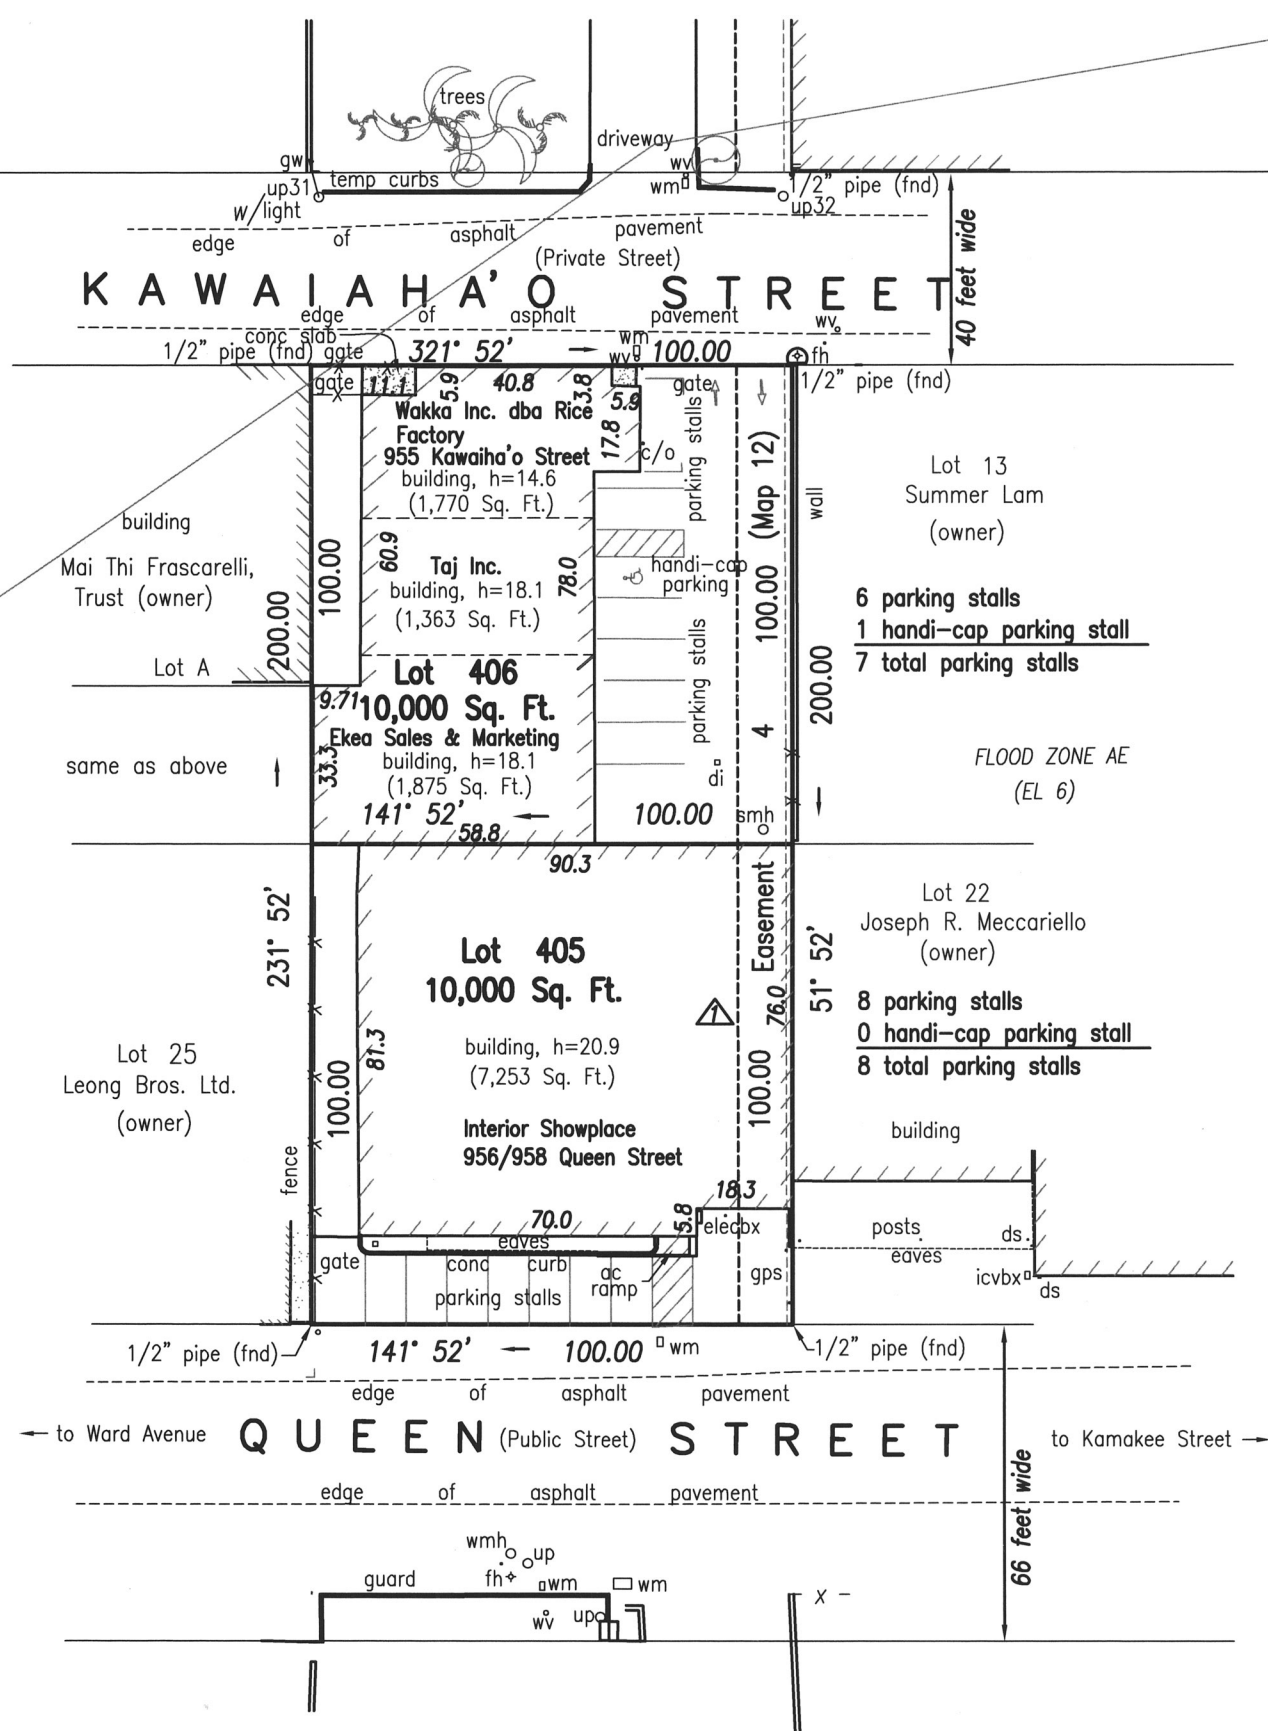 trees
driveway
gw
wv
temp curbs
wm
1/2" pipe (fnd)
up31
w/light
up32
edge of asphalt pavement
(Private Street)
40 feet wide
KAWAIAHA'O STREET
edge of asphalt pavement
wv
conc slab
wm
1/2" pipe (fnd) gate
321° 52'
wv
100.00
fh
gate
11.1
5.9
40.8
3.8
gate
1/2" pipe (fnd)
5.9
Wakka Inc. dba Rice
Factory
955 Kawaiha'o Street
17.8
c/o
parking stalls
building, h=14.6
(1,770 Sq. Ft.)
(Map 12)
wall
Lot 13
Summer Lam
(owner)
building
Mai Thi Frascarelli,
Trust (owner)
200.00
100.00
60.9
Taj Inc.
building, h=18.1
(1,363 Sq. Ft.)
78.0
handi-cap
parking
100.00
6 parking stalls
1 handi-cap parking stall
7 total parking stalls
Lot A
Lot 406
10,000 Sq. Ft.
9.71
parking stalls
200.00
Ekea Sales & Marketing
building, h=18.1
(1,875 Sq. Ft.)
33.3
4
same as above
di
FLOOD ZONE AE
(EL 6)
141° 52'
100.00
smh
58.8
90.3
231° 52'
Easement
51° 52'
Lot 22
Joseph R. Meccariello
(owner)
Lot 405
10,000 Sq. Ft.
1
76.0
8 parking stalls
0 handi-cap parking stall
8 total parking stalls
81.3
building, h=20.9
(7,253 Sq. Ft.)
Lot 25
Leong Bros. Ltd.
(owner)
100.00
100.00
Interior Showplace
956/958 Queen Street
building
fence
18.3
70.0
5.8
elecbx
posts
ds
eaves
eaves
gate
conc curb
ac
ramp
gps
icvbx
ds
parking stalls
1/2" pipe (fnd)
141° 52'
100.00
wm
1/2" pipe (fnd)
edge of asphalt pavement
to Ward Avenue
QUEEN (Public Street) STREET
to Kamakee Street
edge of asphalt pavement
66 feet wide
wmh
up
guard
fh
wm
wm
wv
up
x